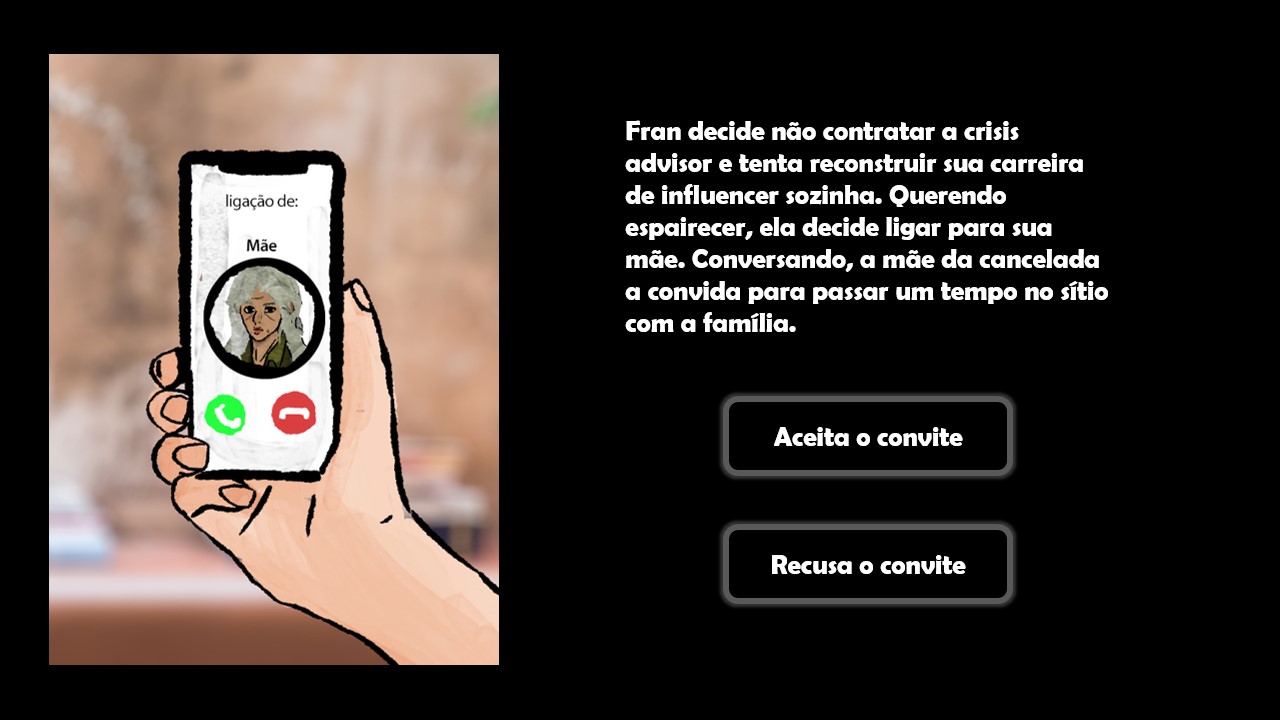 ligação de:
Mãe
Fran decide não contratar a crisis
advisor e tenta reconstruir sua carreira
de influencer sozinha. Querendo
espairecer, ela decide ligar para sua
mãe. Conversando, a mãe da cancelada
a convida para passar um tempo no sítio
com a família.
Aceita o convite
Recusa o convite